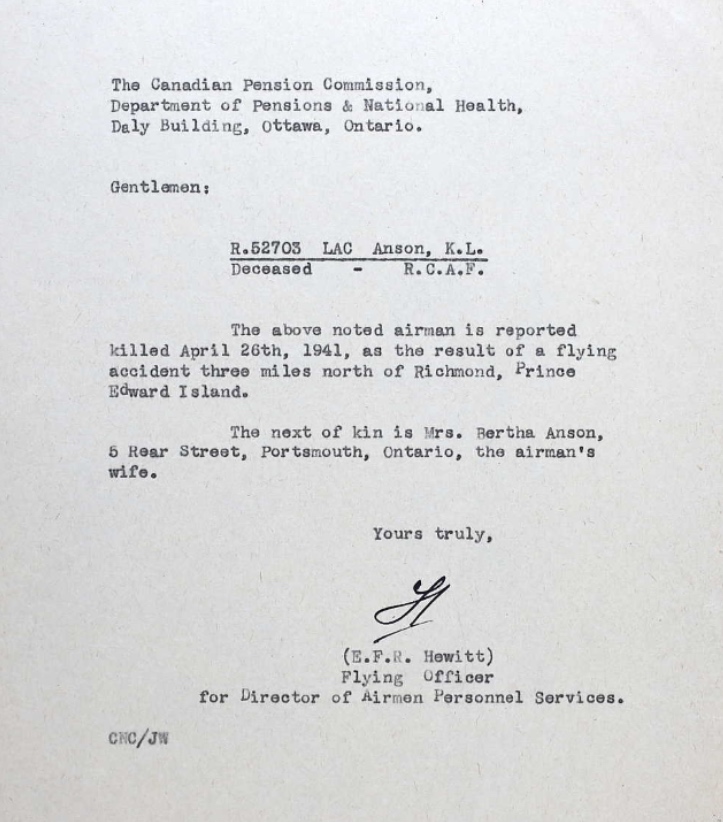 The Canadian Pension Commission,
Department of Pensions & National Health,
Daly Building, Ottawa, Ontario.
Gentlemen:
R.52703 LAC Anson, K.L.
Deceased - R.C.A.F.
The above noted airman is reported
killed April 26th, 1941, as the result of a flying
accident three miles north of Richmond, Prince
Edward Island.
The next of kin is Mrs. Bertha Anson,
5 Rear Street, Portsmouth, Ontario, the airman's
wife.
Yours truly,
(E.F.R. Hewitt)
Flying Officer
for Director of Airmen Personnel Services.
CNC/JW